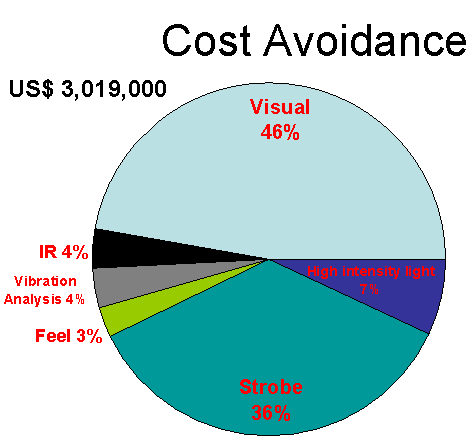 Cost Avoidance
US$ 3,019,000
Visual
46%
IR 4%
High intensity light
7%
Vibration
Analysis 4%
Feel 3%
Strobe
36%